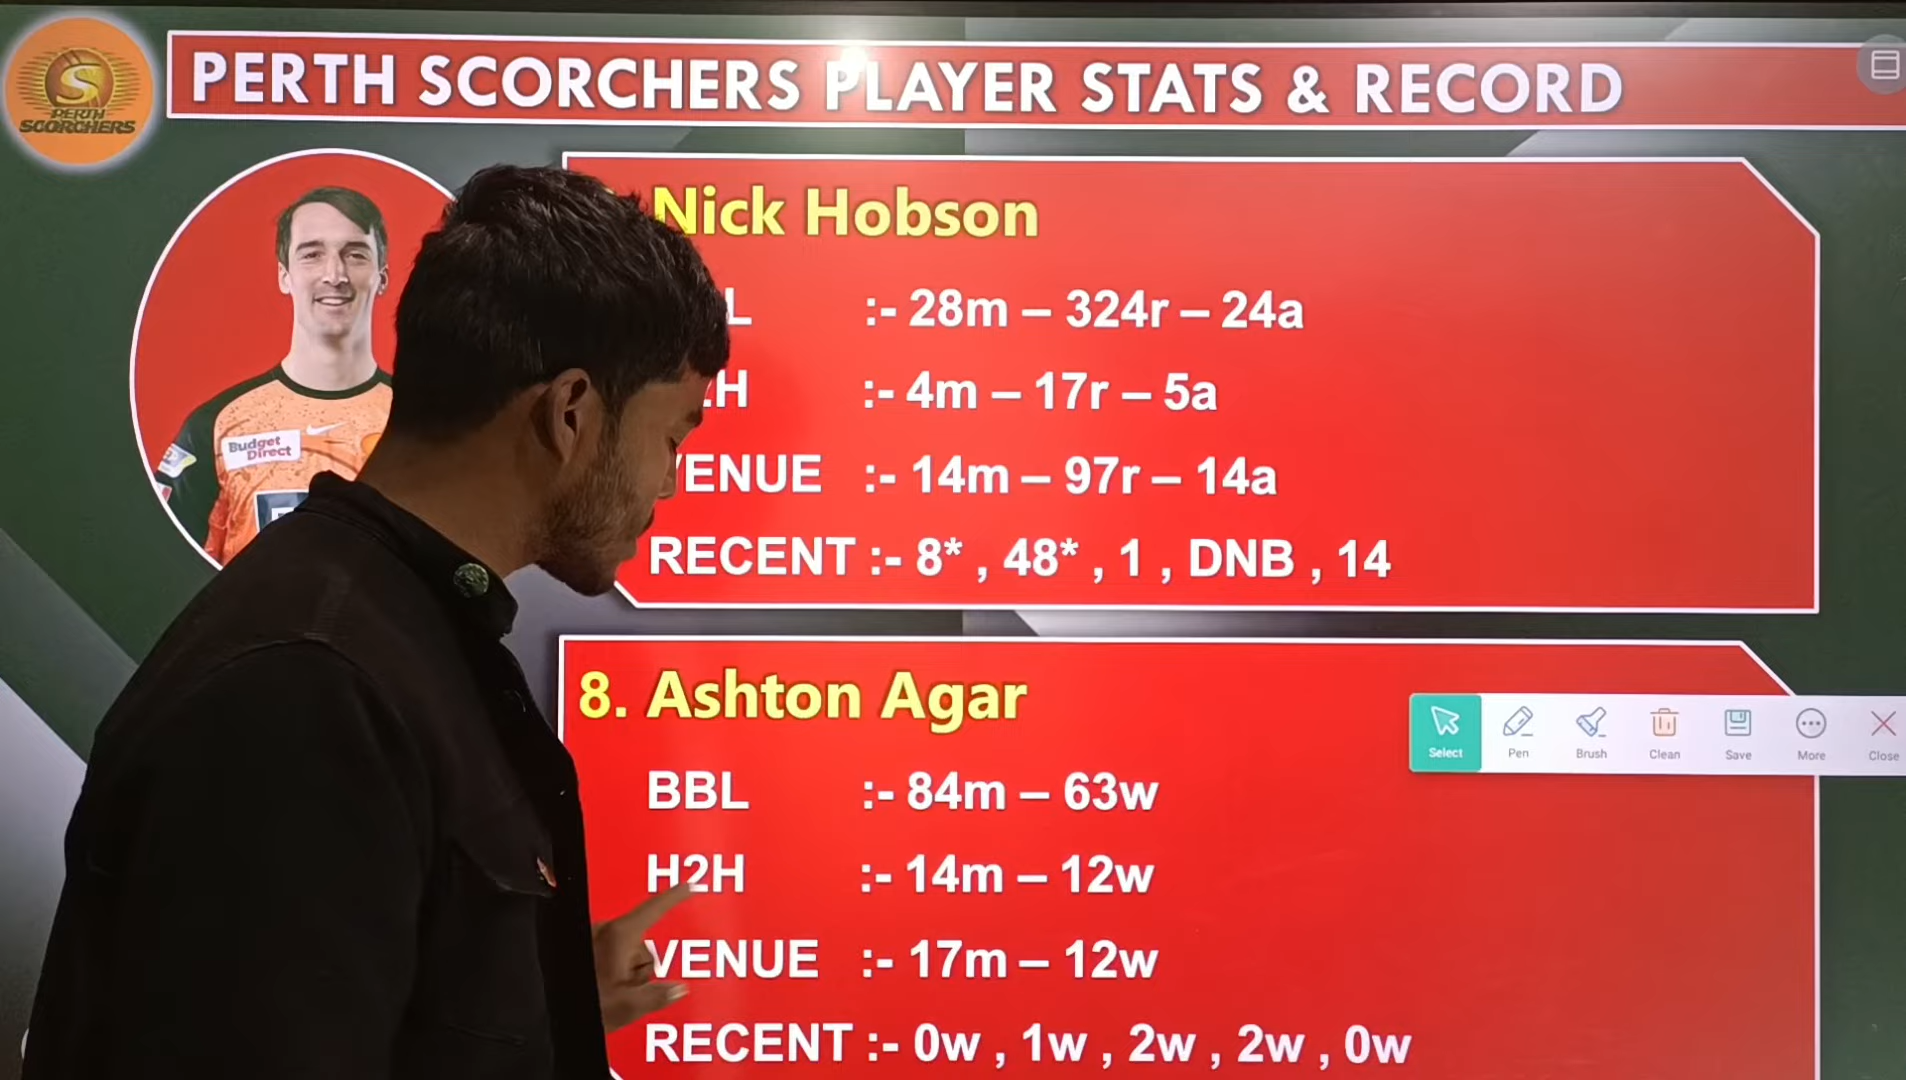 PERTH SCORCHERS PLAYER STATS & RECORD
PERTH
SCORCHERS
Nick Hobson
:- 28m – 324r – 24a
:- 4m – 17r – 5a
VENUE :- 14m – 97r – 14a
RECENT :- 8* , 48* , 1 , DNB , 14
Budget
Direct
8. Ashton Agar
BBL :- 84m – 63w
H2H :- 14m – 12w
VENUE :- 17m – 12w
RECENT :- 0w , 1w , 2w , 2w , 0w
Select Pen Brush Clean Save More Close